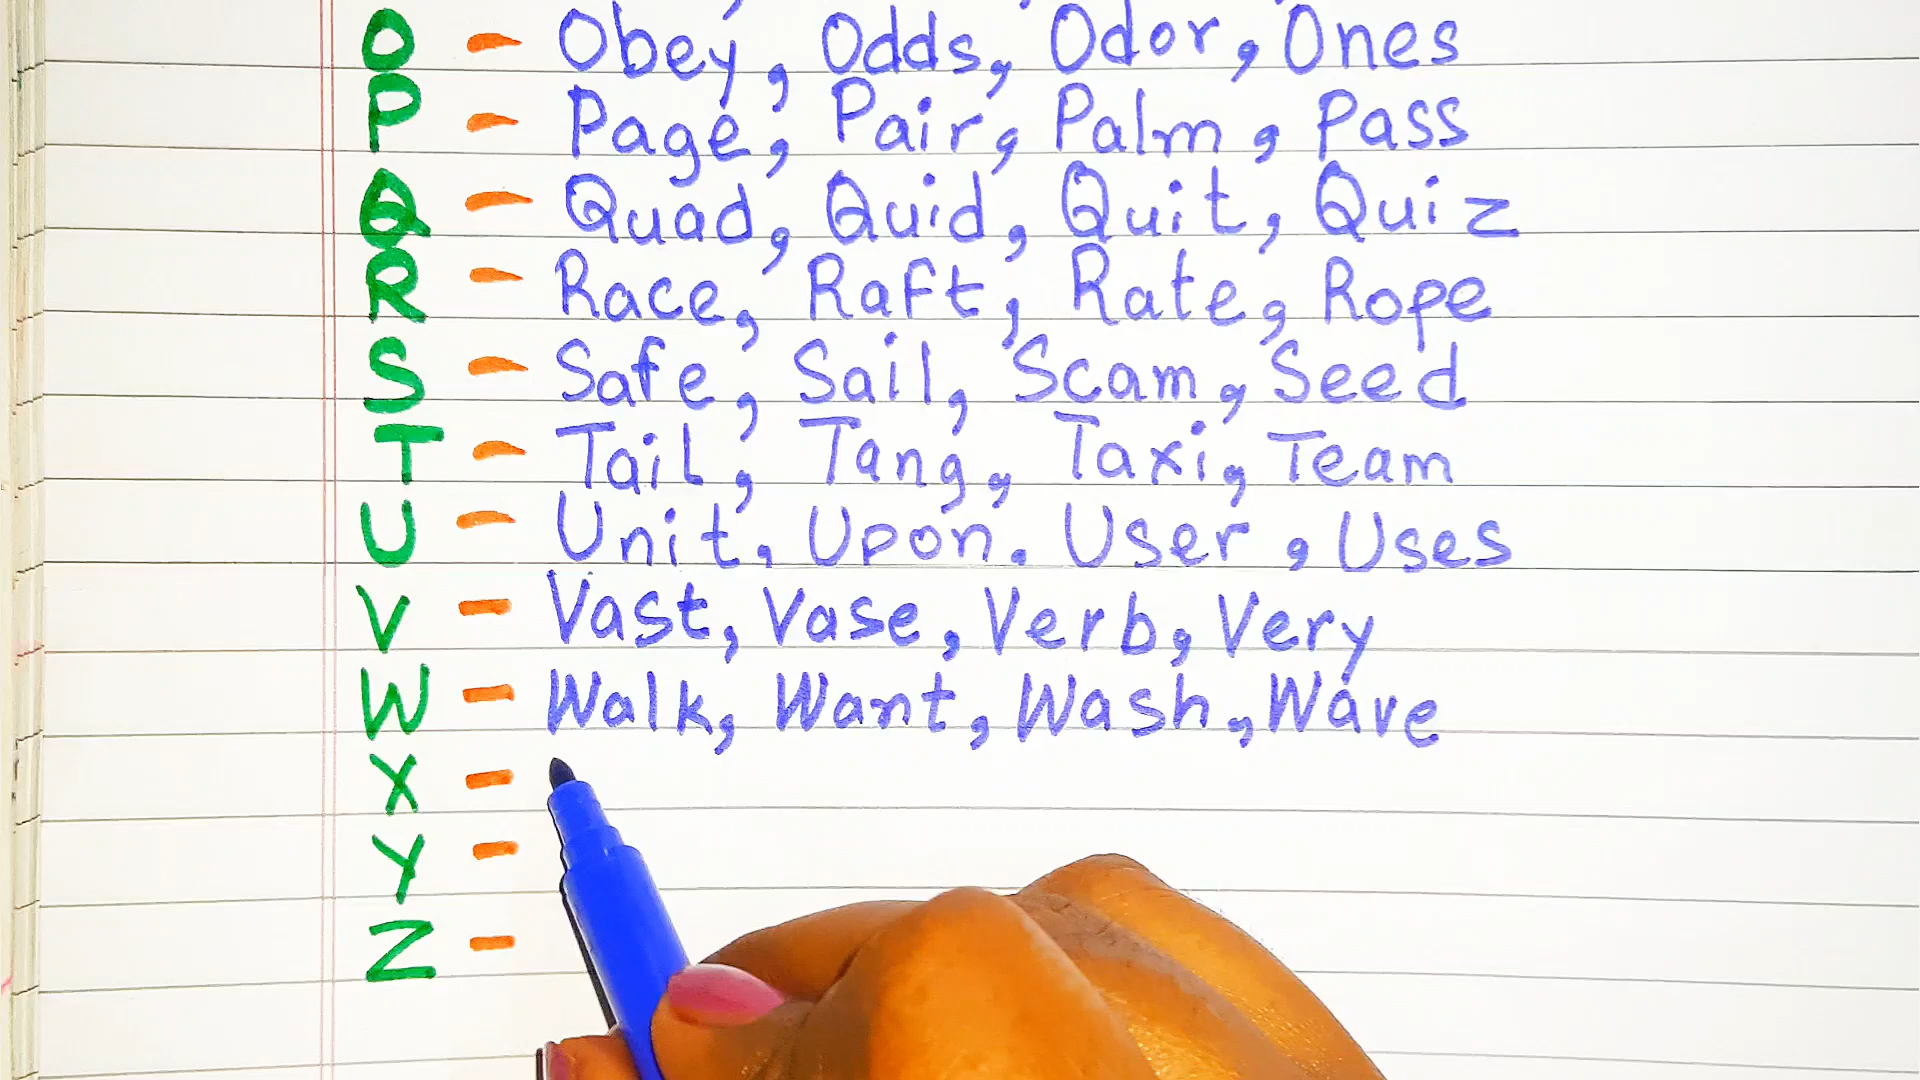 O - Obey, Odds, Odor, Ones
P - Page, Pair, Palm, Pass
Q - Quad, Quid, Quit, Quiz
R - Race, Raft, Rate, Rope
S - Safe, Sail, Scam, Seed
T - Tail, Tang, Taxi, Team
U - Unit, Upon. User, Uses
V - Vast, Vase, Verb, Very
W - Walk, Want, Wash, Wave
X -
Y -
Z -